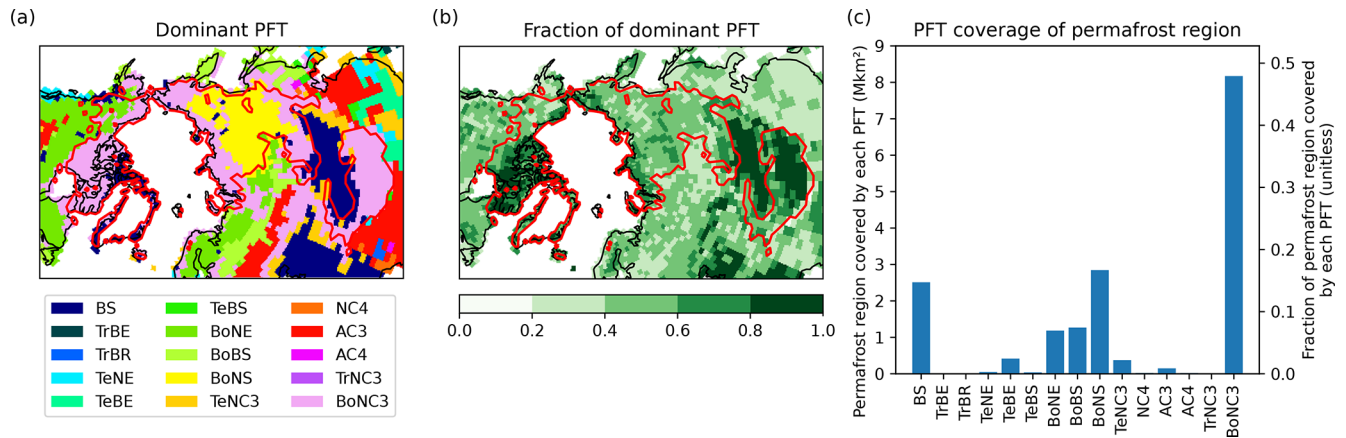 (a)
Dominant PFT
BS
TrBE
TrBR
TeNE
TeBE
TeBS
BoNE
BoBS
BoNS
TeNC3
NC4
AC3
AC4
TrNC3
BoNC3
(b)
Fraction of dominant PFT
0.0 0.2 0.4 0.6 0.8 1.0
(c)
PFT coverage of permafrost region
Permafrost region covered by each PFT (Mkm²)
9
8
7
6
5
4
3
2
1
0
BS TrBE TrBR TeNE TeBE TeBS BoNE BoBS BoNS TeNC3 NC4 AC3 AC4 TrNC3 BoNC3
0.5
0.4
0.3
0.2
0.1
0.0
Fraction of permafrost region covered
by each PFT (unitless)